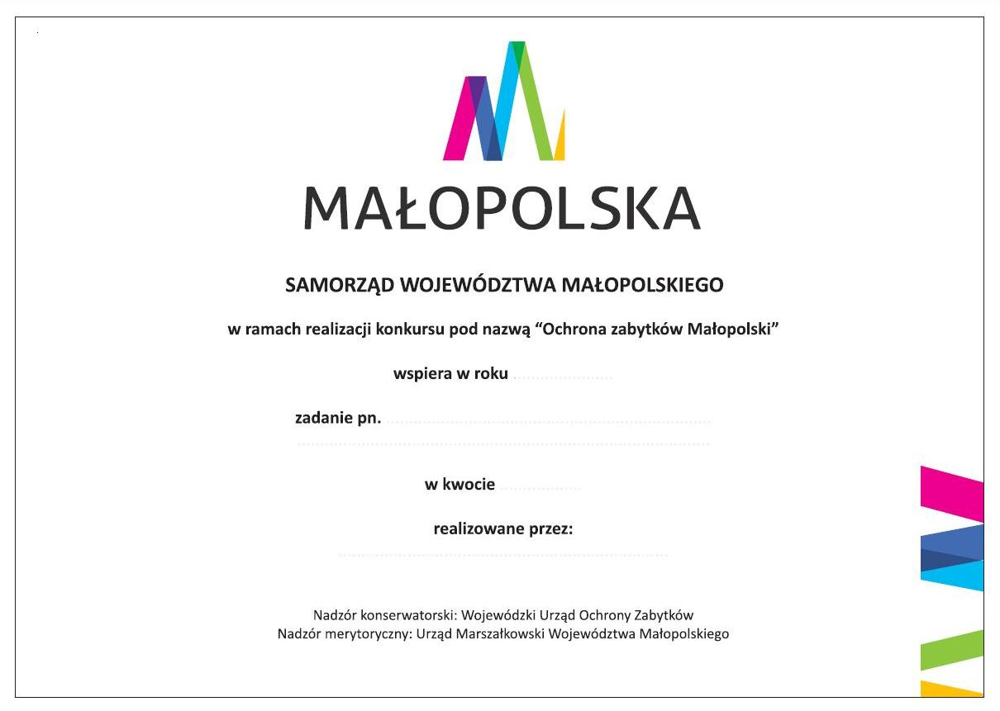 MAŁOPOLSKA
SAMORZĄD WOJEWÓDZTWA MAŁOPOLSKIEGO
w ramach realizacji konkursu pod nazwą “Ochrona zabytków Małopolski”
wspiera w roku ......................
zadanie pn. ........................................................................
............................................................................................
w kwocie ..................
realizowane przez:
.........................................................................
Nadzór konserwatorski: Wojewódzki Urząd Ochrony Zabytków
Nadzór merytoryczny: Urząd Marszałkowski Województwa Małopolskiego